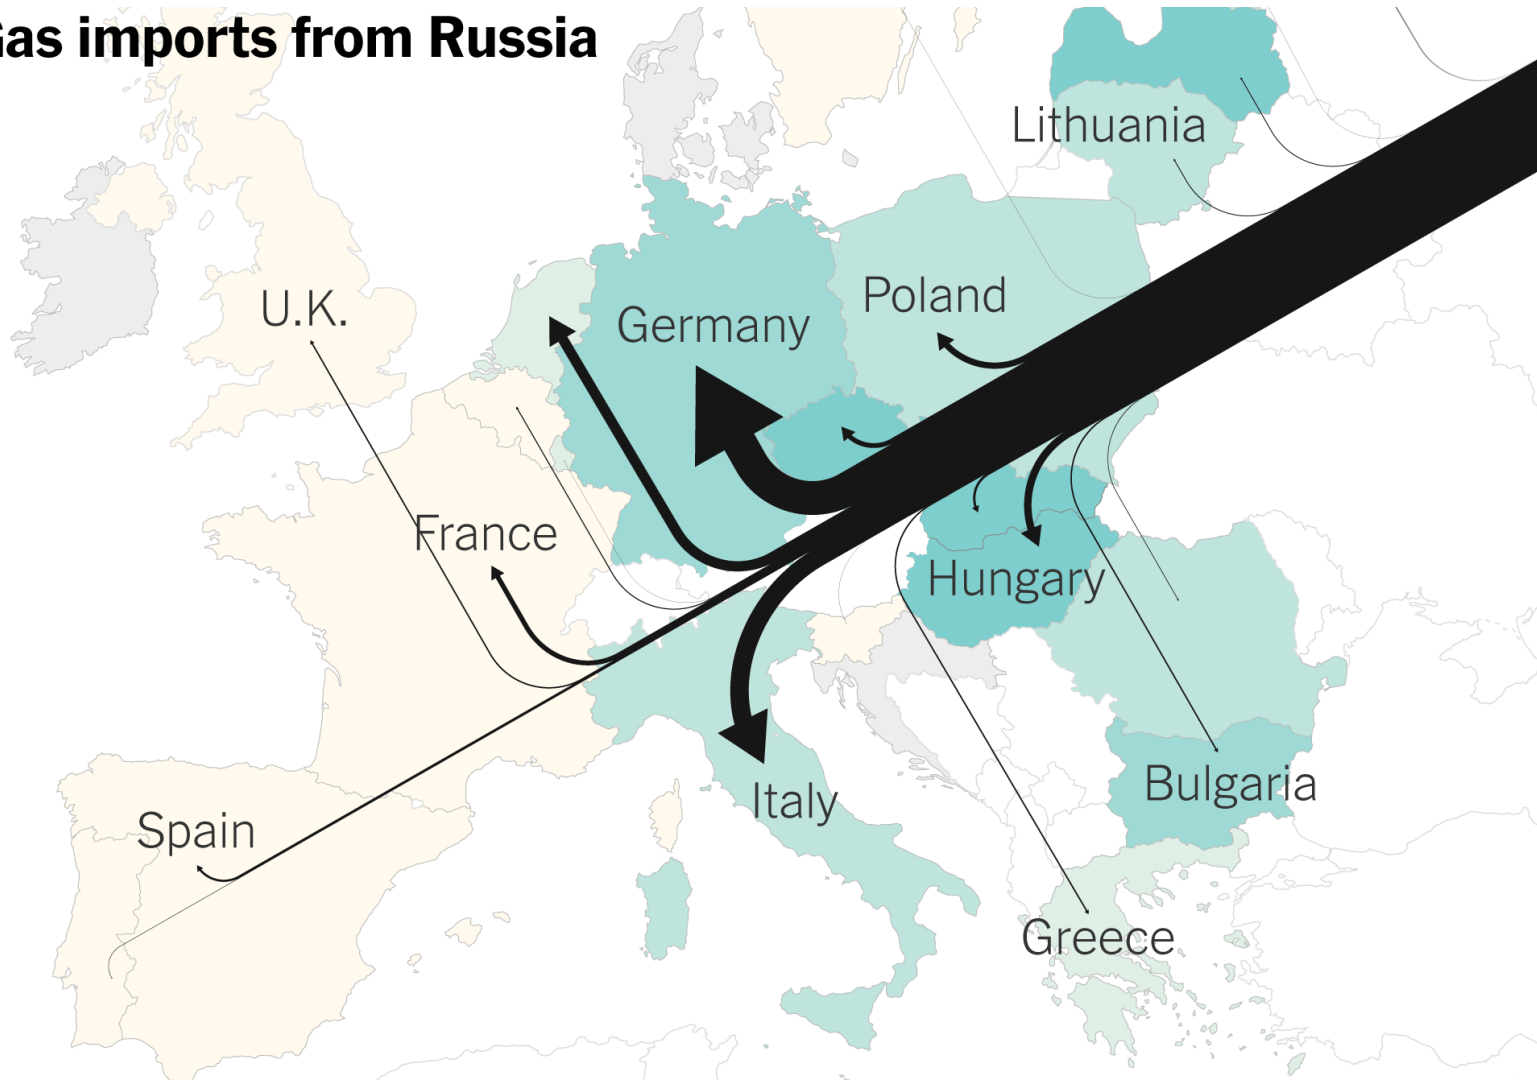 Gas imports from Russia
Lithuania
Poland
U.K.
Germany
France
Hungary
Italy
Bulgaria
Spain
Greece